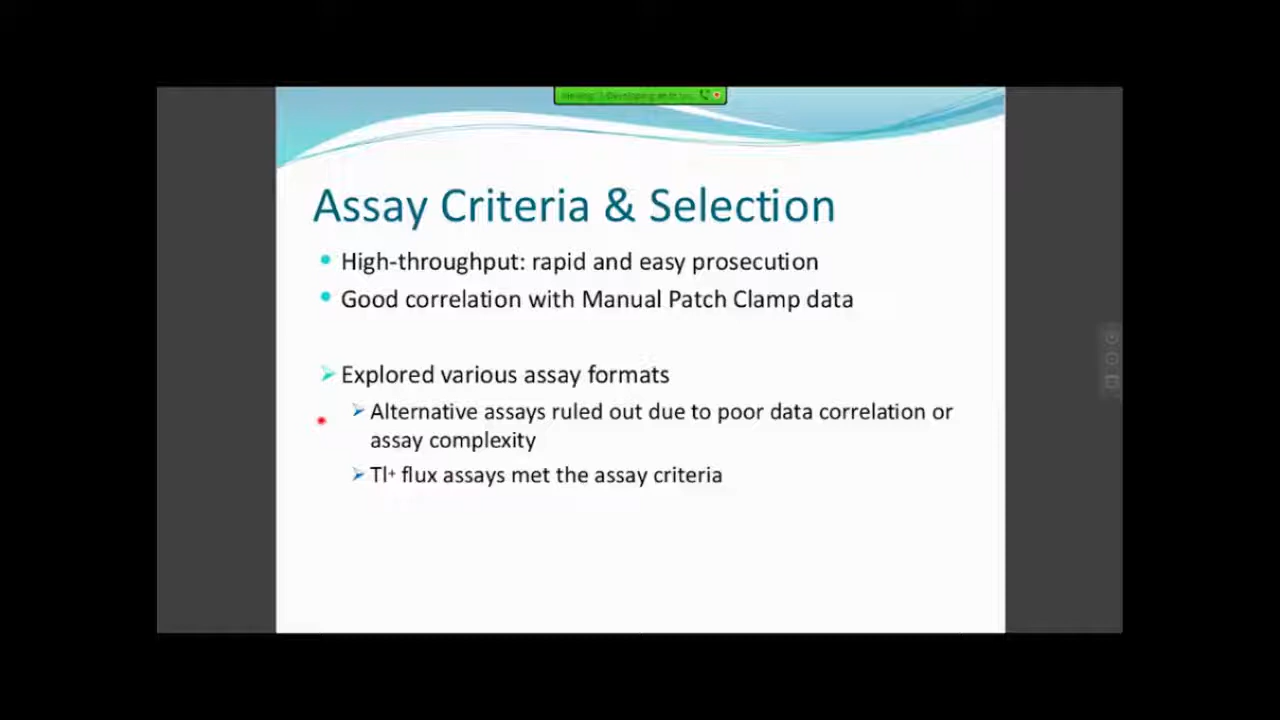 Assay Criteria & Selection
High-throughput: rapid and easy prosecution
Good correlation with Manual Patch Clamp data
Explored various assay formats
Alternative assays ruled out due to poor data correlation or
assay complexity
Tl⁺ flux assays met the assay criteria